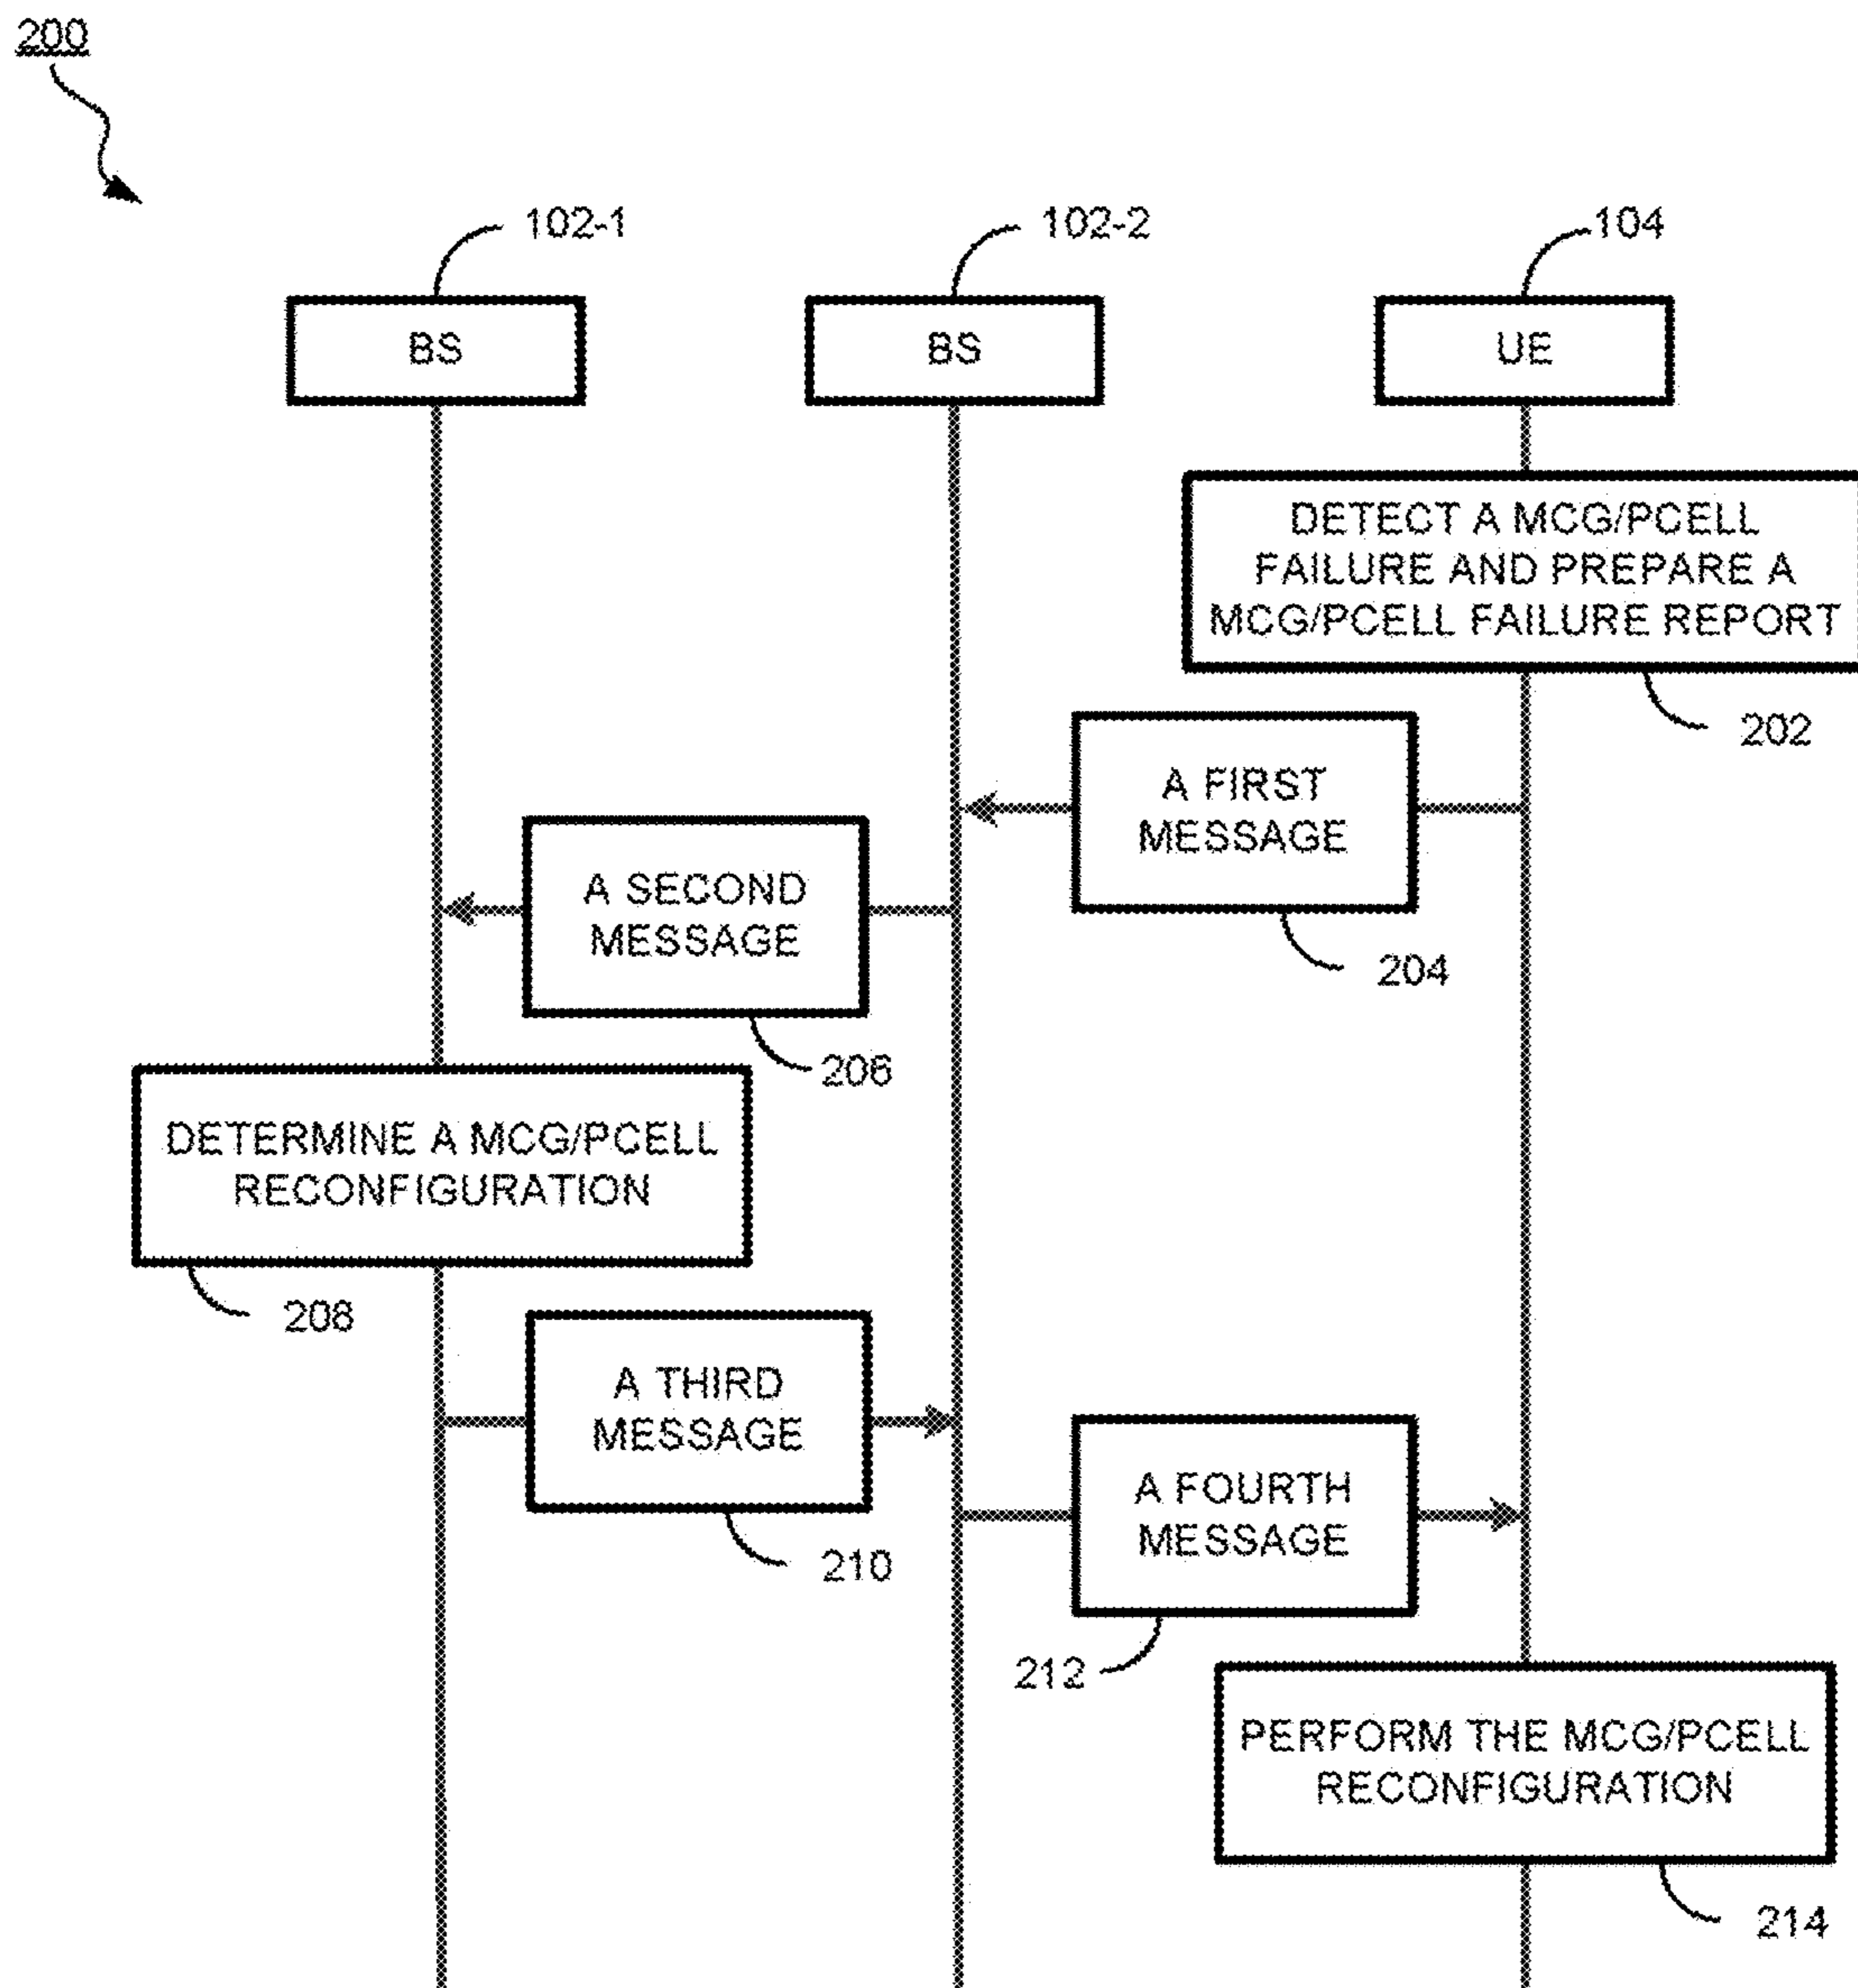 200
102-1
102-2
104
BS
BS
UE
DETECT A MCG/PCELL
FAILURE AND PREPARE A
MCG/PCELL FAILURE REPORT
202
A FIRST
MESSAGE
204
A SECOND
MESSAGE
206
DETERMINE A MCG/PCELL
RECONFIGURATION
208
A THIRD
MESSAGE
210
A FOURTH
MESSAGE
212
PERFORM THE MCG/PCELL
RECONFIGURATION
214